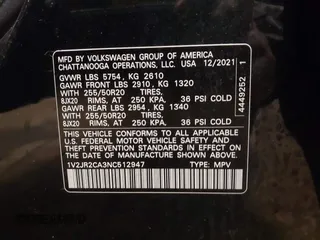 MFD BY VOLKSWAGEN GROUP OF AMERICA
CHATTANOOGA OPERATIONS, LLC. USA 12/2021
GVWR LBS 5754, KG 2610
GAWR FRONT LBS 2910, KG 1320
WITH 255/50R20 TIRES,
8JX20 RIMS, AT 250 KPA, 36 PSI COLD
GAWR REAR LBS 2954, KG 1340
WITH 255/50R20 TIRES,
8JX20 RIMS, AT 250 KPA, 36 PSI COLD
THIS VEHICLE CONFORMS TO ALL APPLICABLE
U.S. FEDERAL MOTOR VEHICLE SAFETY AND
THEFT PREVENTION STANDARDS IN EFFECT ON THE
DATE OF MANUFACTURE SHOWN ABOVE.
1V2JR2CA3NC512947 TYPE: MPV
4449252 1